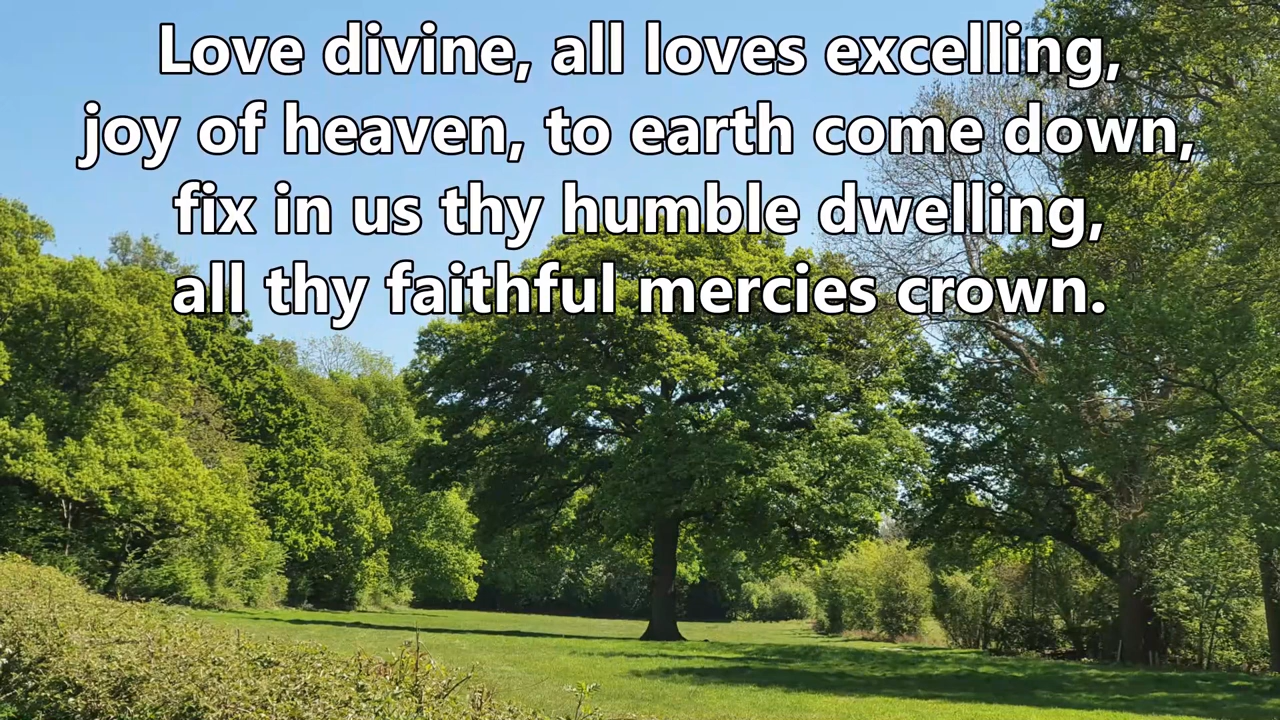 Love divine, all loves excelling,
joy of heaven, to earth come down,
fix in us thy humble dwelling,
all thy faithful mercies crown.